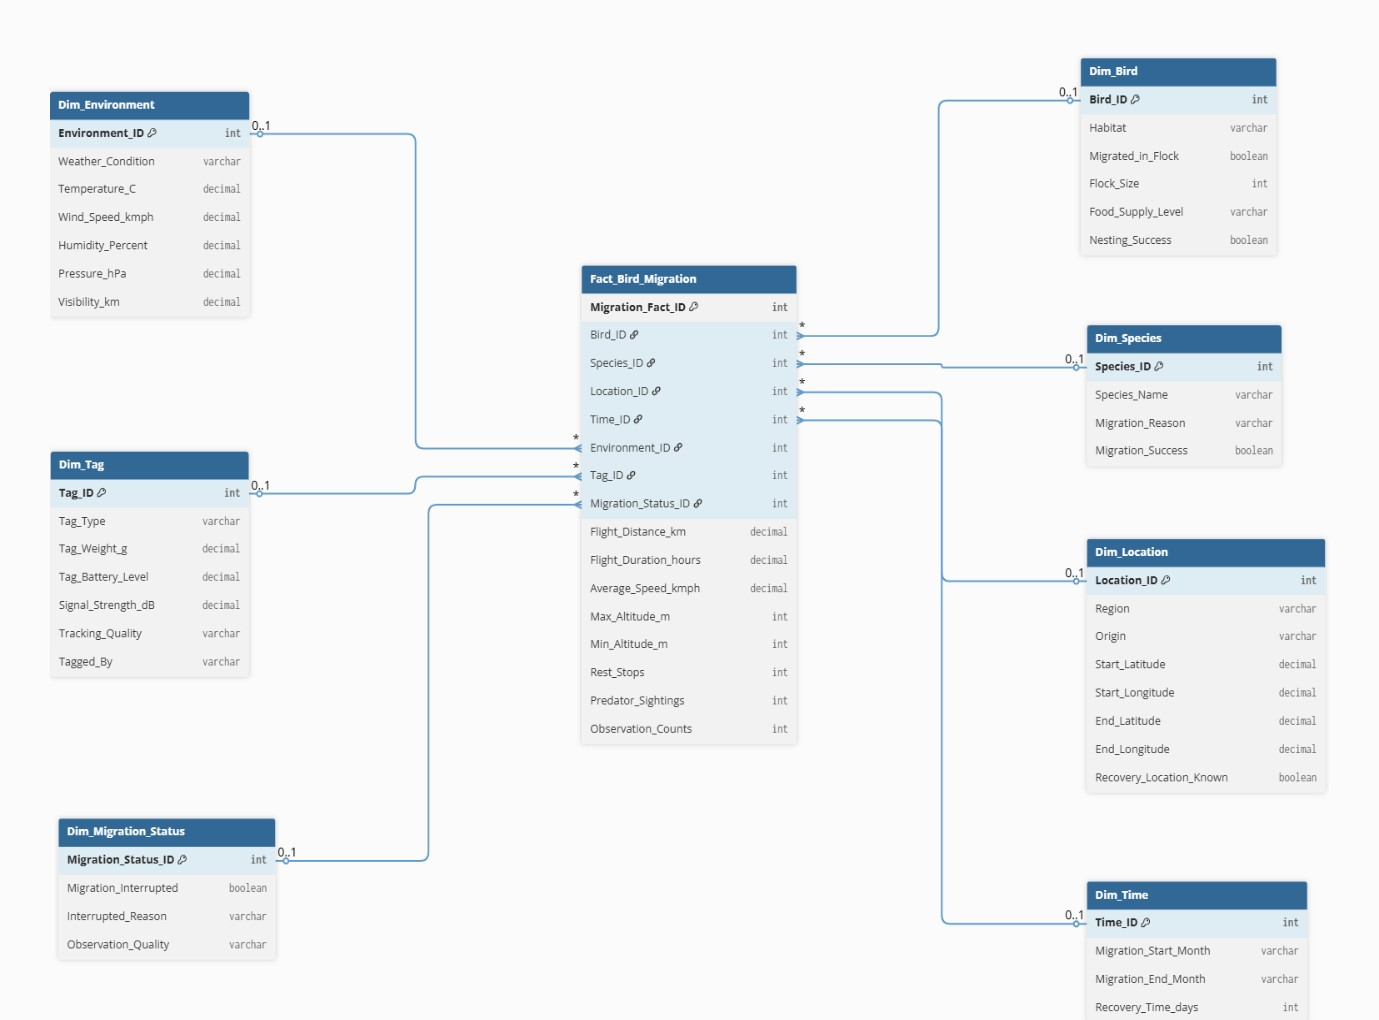 Dim_Environment
Environment_ID int
Weather_Condition varchar
Temperature_C decimal
Wind_Speed_kmph decimal
Humidity_Percent decimal
Pressure_hPa decimal
Visibility_km decimal
0..1
Dim_Tag
Tag_ID int
Tag_Type varchar
Tag_Weight_g decimal
Tag_Battery_Level decimal
Signal_Strength_dB decimal
Tracking_Quality varchar
Tagged_By varchar
0..1
Dim_Migration_Status
Migration_Status_ID int
Migration_Interrupted boolean
Interrupted_Reason varchar
Observation_Quality varchar
0..1
Fact_Bird_Migration
Migration_Fact_ID int
Bird_ID int *
Species_ID int *
Location_ID int *
Time_ID int *
* Environment_ID int
* Tag_ID int
* Migration_Status_ID int
Flight_Distance_km decimal
Flight_Duration_hours decimal
Average_Speed_kmph decimal
Max_Altitude_m int
Min_Altitude_m int
Rest_Stops int
Predator_Sightings int
Observation_Counts int
Dim_Bird
0..1
Bird_ID int
Habitat varchar
Migrated_in_Flock boolean
Flock_Size int
Food_Supply_Level varchar
Nesting_Success boolean
Dim_Species
0..1
Species_ID int
Species_Name varchar
Migration_Reason varchar
Migration_Success boolean
Dim_Location
0..1
Location_ID int
Region varchar
Origin varchar
Start_Latitude decimal
Start_Longitude decimal
End_Latitude decimal
End_Longitude decimal
Recovery_Location_Known boolean
Dim_Time
0..1
Time_ID int
Migration_Start_Month varchar
Migration_End_Month varchar
Recovery_Time_days int